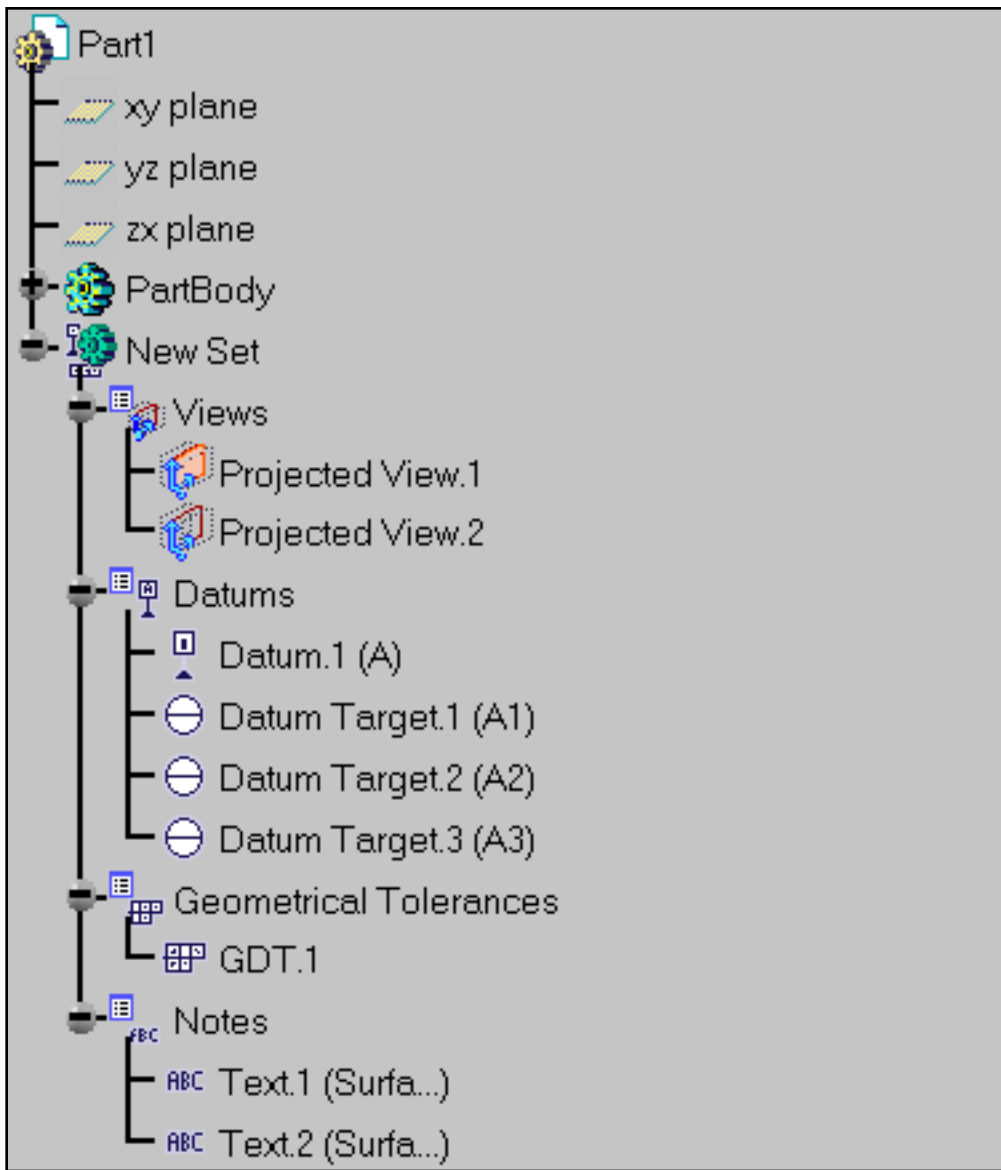 Part1
xy plane
yz plane
zx plane
PartBody
New Set
Views
Projected View.1
Projected View.2
Datums
Datum.1 (A)
Datum Target.1 (A1)
Datum Target.2 (A2)
Datum Target.3 (A3)
Geometrical Tolerances
GDT.1
Notes
ABC Text.1 (Surfa...)
ABC Text.2 (Surfa...)